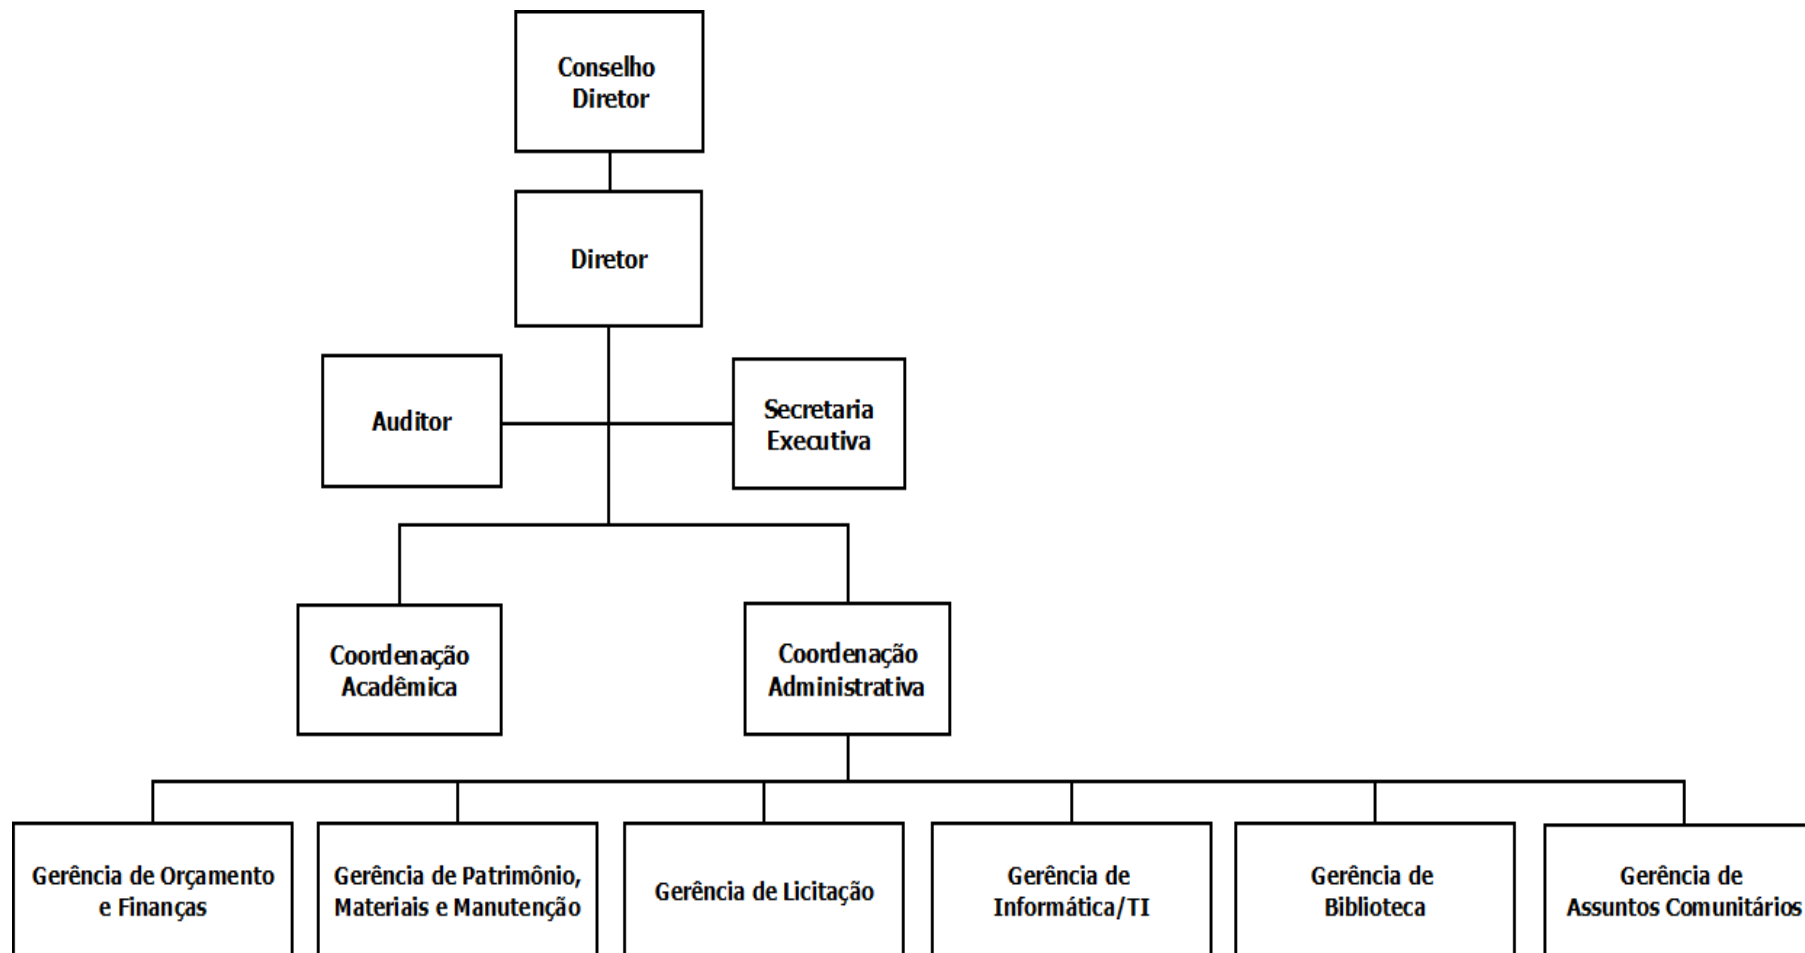 Conselho
Diretor
Diretor
Auditor
Secretaria
Executiva
Coordenação
Acadêmica
Coordenação
Administrativa
Gerência de Orçamento
e Finanças
Gerência de Patrimônio,
Materiais e Manutenção
Gerência de Licitação
Gerência de
Informática/TI
Gerência de
Biblioteca
Gerência de
Assuntos Comunitários